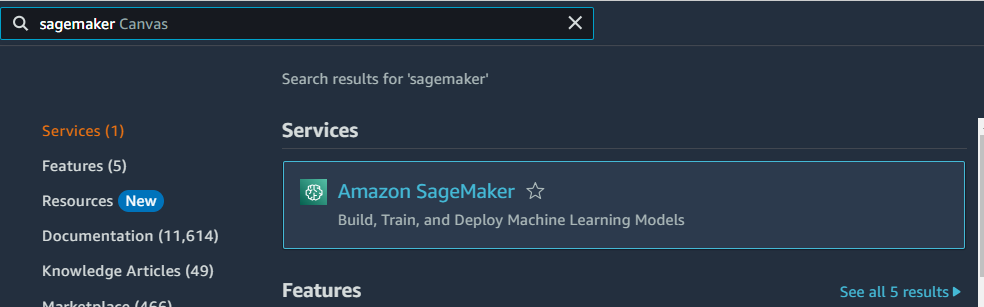 sagemaker Canvas
Search results for 'sagemaker'
Services (1)
Features (5)
Resources New
Documentation (11,614)
Knowledge Articles (49)
Marketplace (466)
Services
Amazon SageMaker
Build, Train, and Deploy Machine Learning Models
Features
See all 5 results